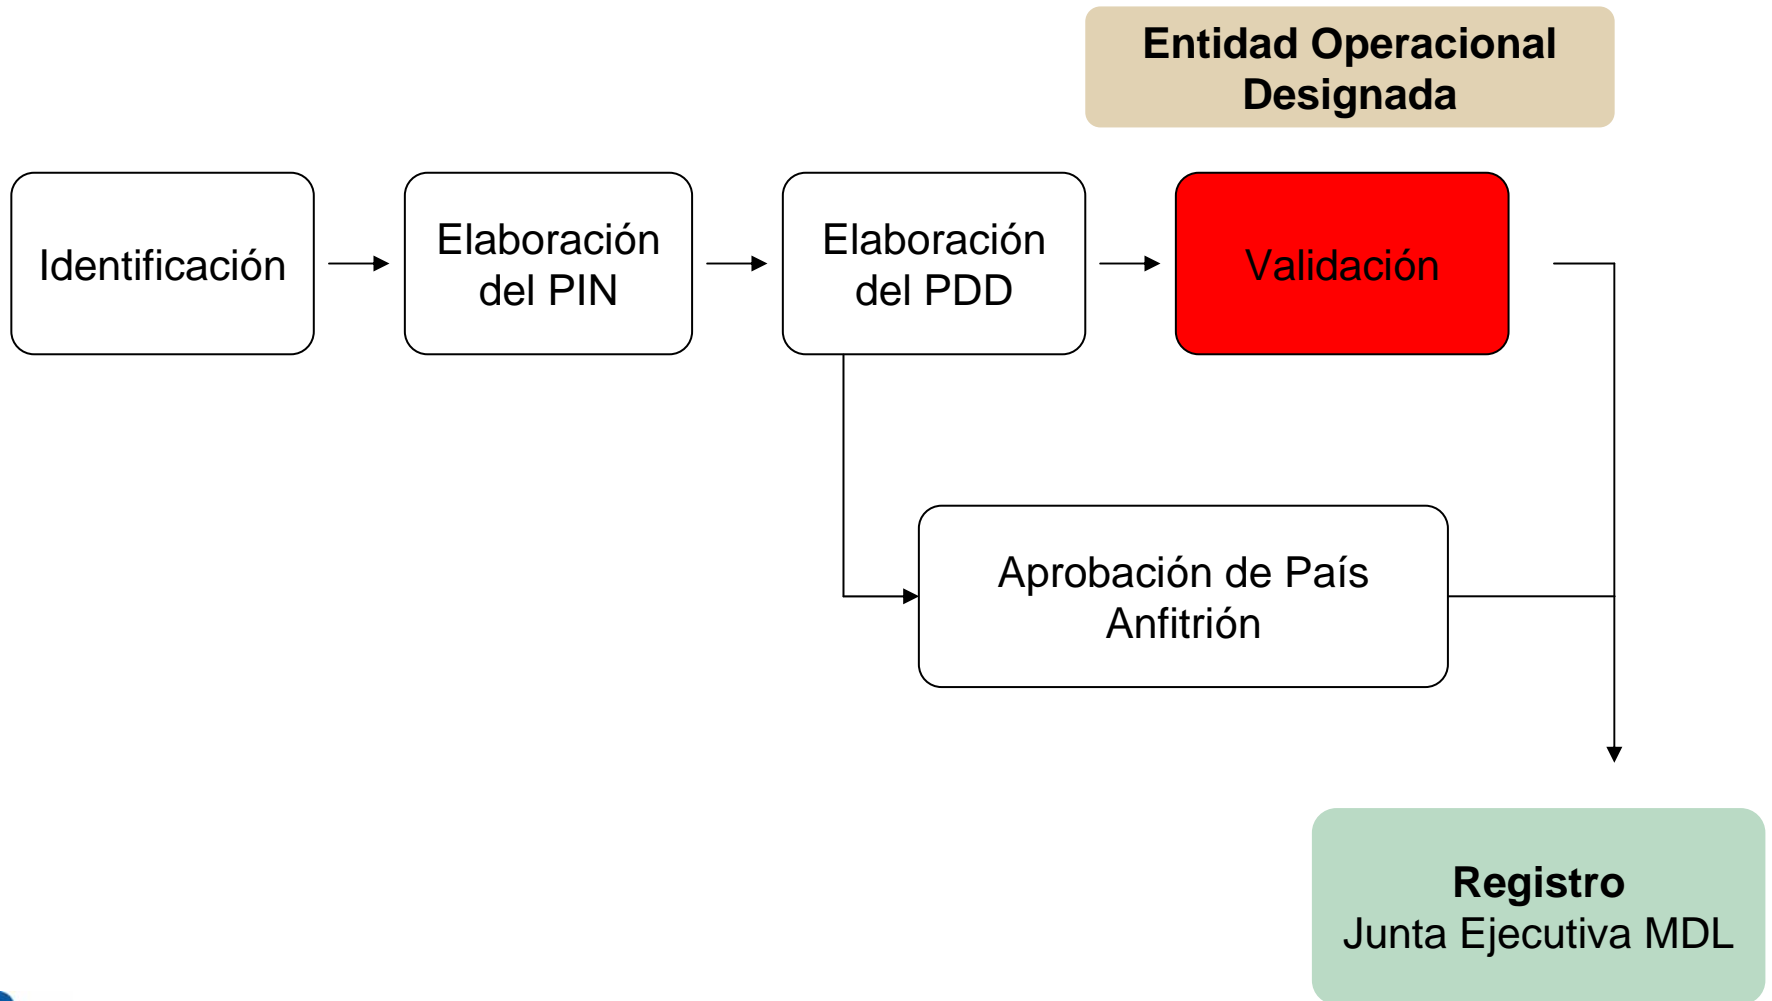 Entidad Operacional
Designada
Identificación
Elaboración
del PIN
Elaboración
del PDD
Validación
Aprobación de País
Anfitrión
Registro
Junta Ejecutiva MDL